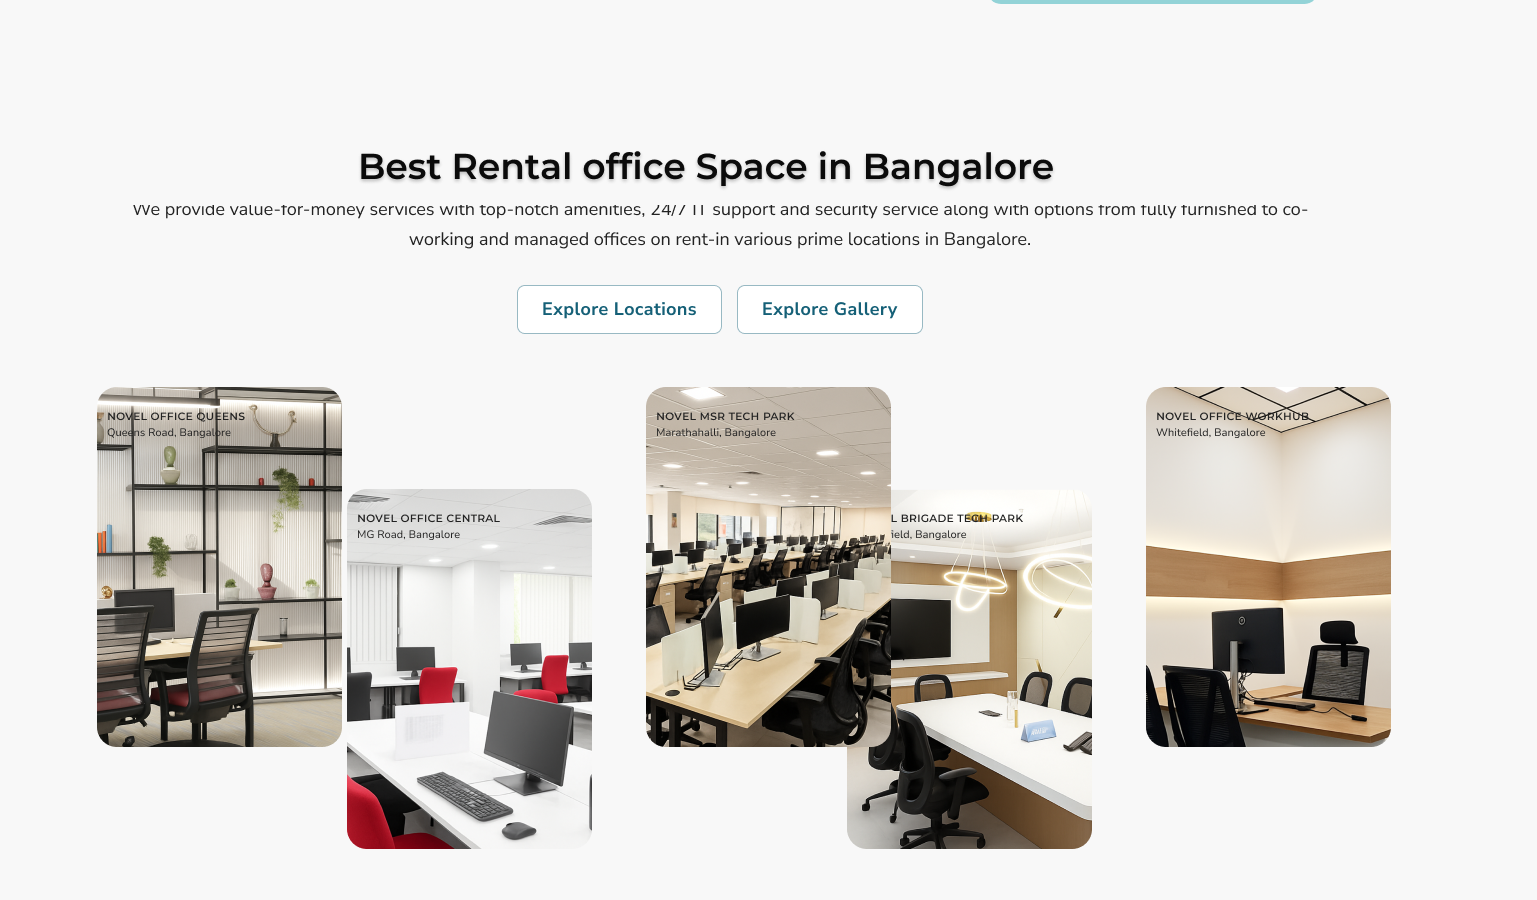 Best Rental office Space in Bangalore
We provide value-for-money services with top-notch amenities, 24/7 IT support and security service along with options from fully furnished to co-
working and managed offices on rent-in various prime locations in Bangalore.
Explore Locations
Explore Gallery
NOVEL OFFICE QUEENS
Queens Road, Bangalore
NOVEL OFFICE CENTRAL
MG Road, Bangalore
NOVEL MSR TECH PARK
Marathahalli, Bangalore
L BRIGADE TECH PARK
ield, Bangalore
NOVEL OFFICE WORKHUB
Whitefield, Bangalore